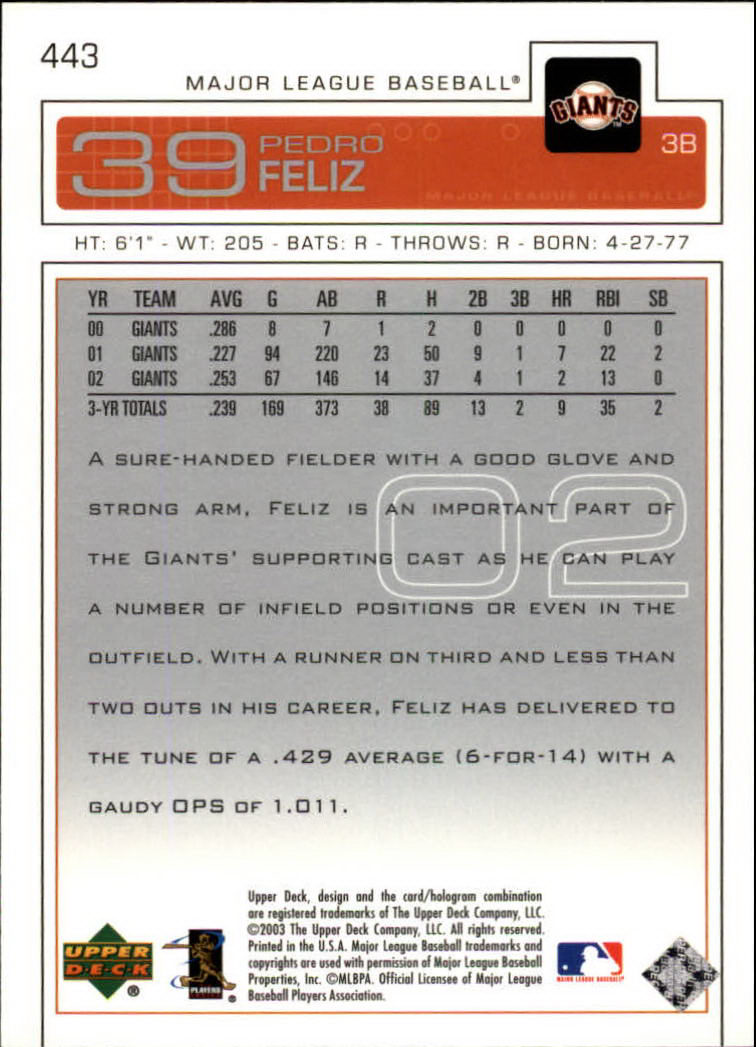 443
MAJOR LEAGUE BASEBALL®
GIANTS™
39 PEDRO FELIZ
3B
MAJOR LEAGUE BASEBALL
HT: 6'1" - WT: 205 - BATS: R - THROWS: R - BORN: 4-27-77
YR TEAM AVG G AB R H 2B 3B HR RBI SB
00 GIANTS .286 8 7 1 2 0 0 0 0 0
01 GIANTS .227 94 220 23 50 9 1 7 22 2
02 GIANTS .253 67 146 14 37 4 1 2 13 0
3-YR TOTALS .239 169 373 38 89 13 2 9 35 2
02
A SURE-HANDED FIELDER WITH A GOOD GLOVE AND
STRONG ARM, FELIZ IS AN IMPORTANT PART OF
THE GIANTS' SUPPORTING CAST AS HE CAN PLAY
A NUMBER OF INFIELD POSITIONS OR EVEN IN THE
OUTFIELD. WITH A RUNNER ON THIRD AND LESS THAN
TWO OUTS IN HIS CAREER, FELIZ HAS DELIVERED TO
THE TUNE OF A .429 AVERAGE (6-FOR-14) WITH A
GAUDY OPS OF 1.011.
UPPER
D·E·C·K
®
PLAYERS
®
Upper Deck, design and the card/hologram combination
are registered trademarks of The Upper Deck Company, LLC.
©2003 The Upper Deck Company, LLC. All rights reserved.
Printed in the U.S.A. Major League Baseball trademarks and
copyrights are used with permission of Major League Baseball
Properties, Inc. ©MLBPA. Official Licensee of Major League
Baseball Players Association.
MAJOR LEAGUE BASEBALL